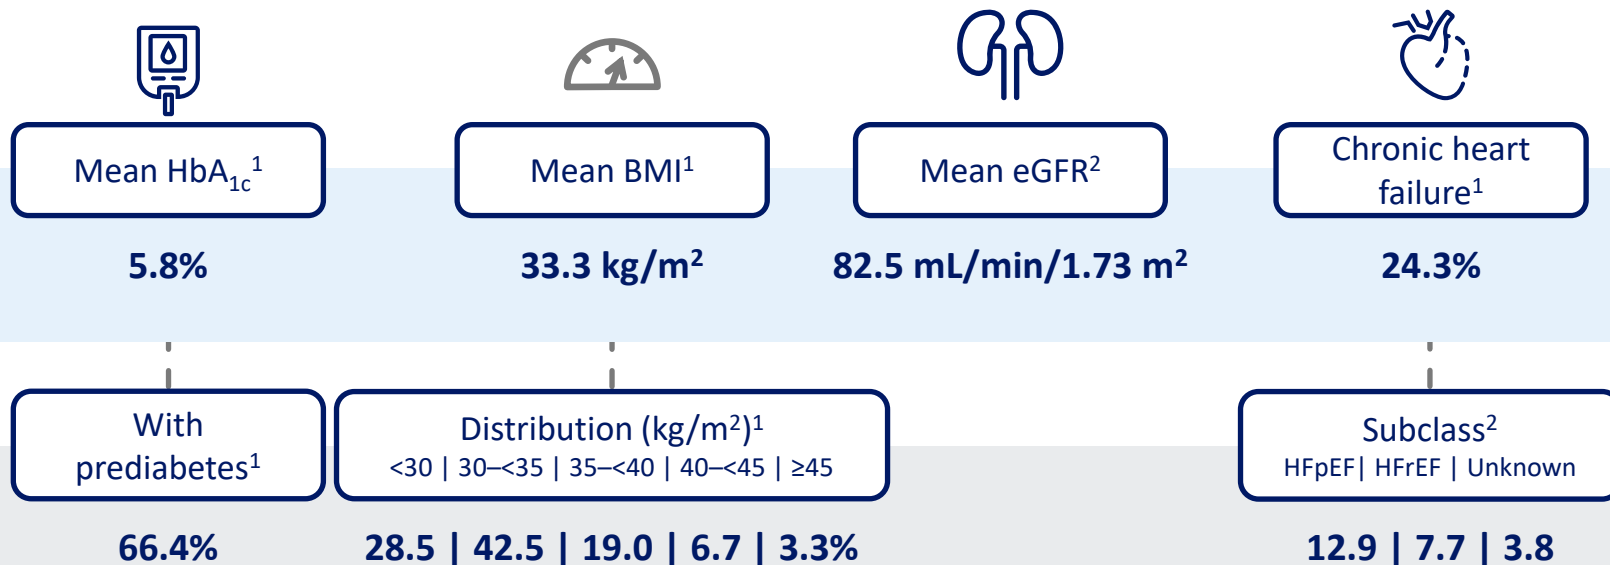 Mean HbA1c1
Mean BMI1
Mean eGFR2
Chronic heart
failure1
5.8%
33.3 kg/m2
82.5 mL/min/1.73 m2
24.3%
With
prediabetes1
Distribution (kg/m2)1
<30 | 30–<35 | 35–<40 | 40–<45 | ≥45
Subclass2
HFpEF| HFrEF | Unknown
66.4%
28.5 | 42.5 | 19.0 | 6.7 | 3.3%
12.9 | 7.7 | 3.8